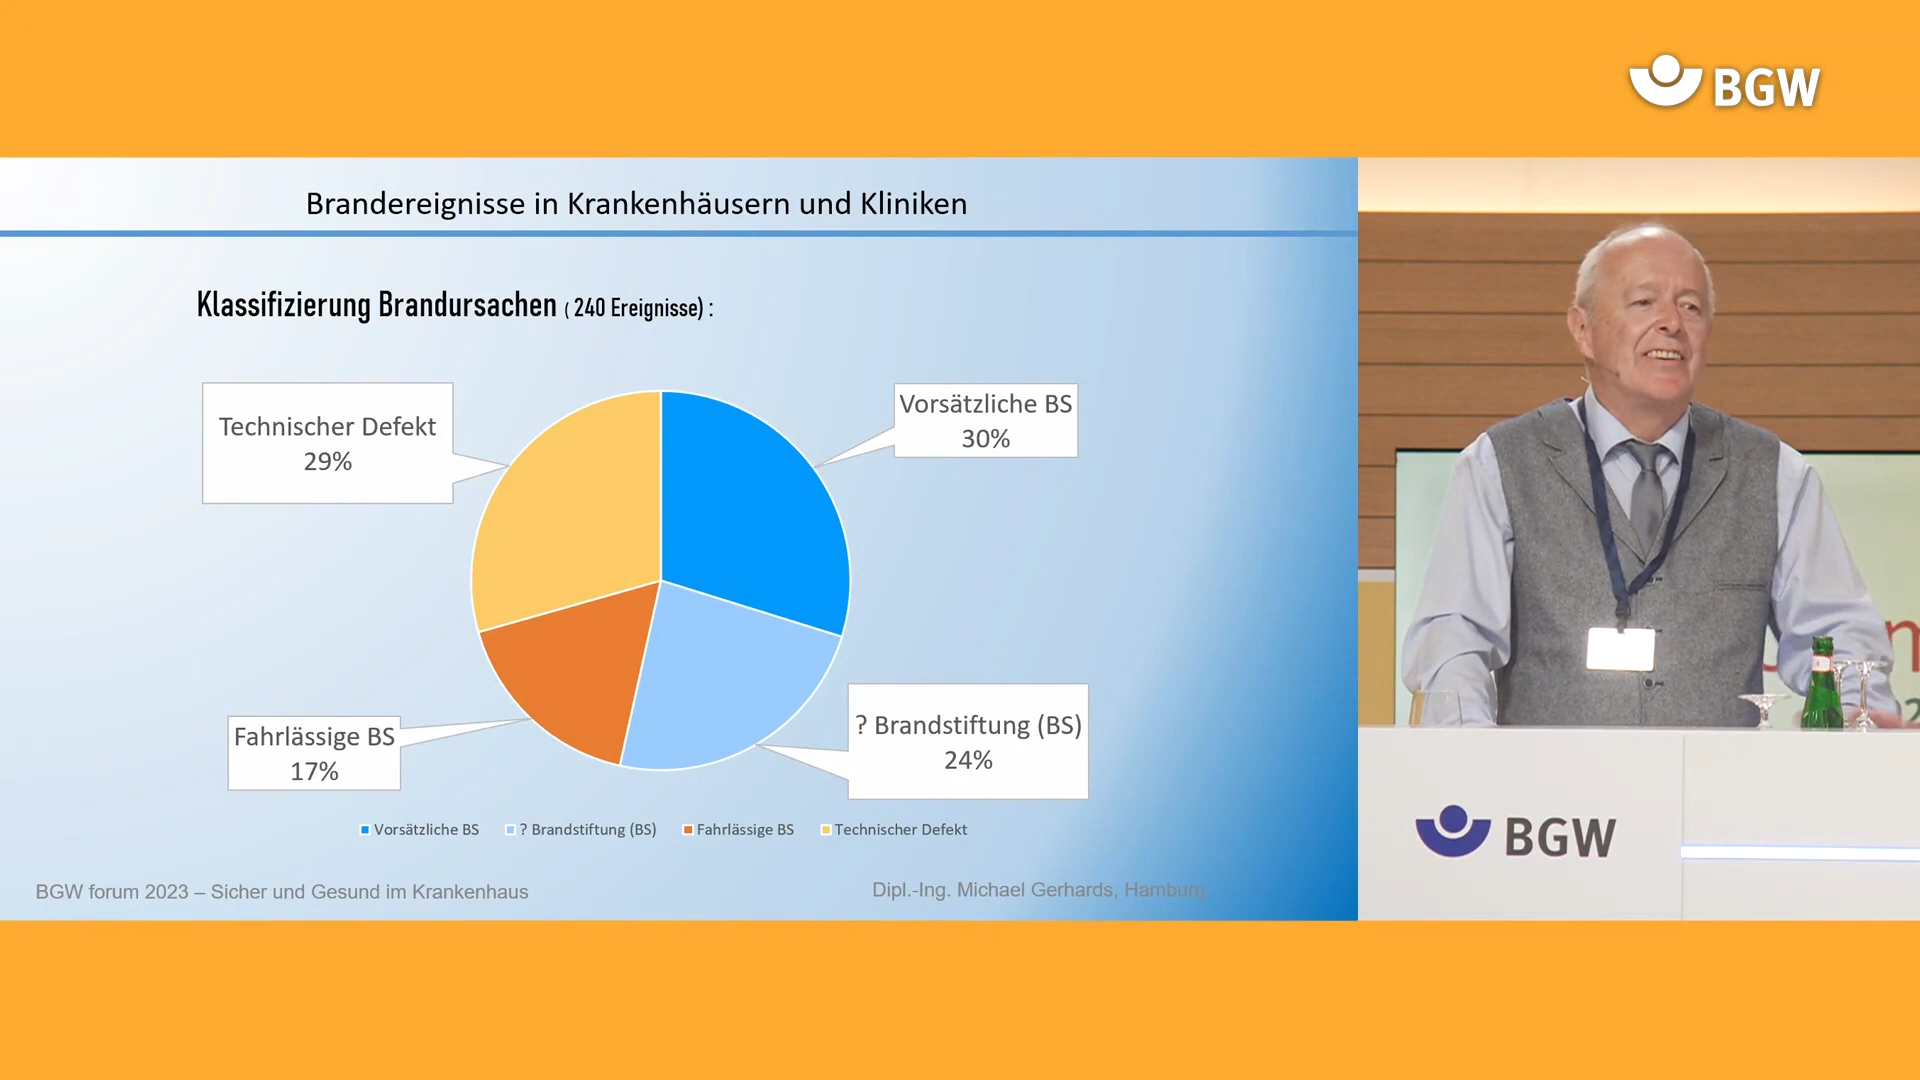 BGW
Brandereignisse in Krankenhäusern und Kliniken
Klassifizierung Brandursachen ( 240 Ereignisse) :
Technischer Defekt
29%
Vorsätzliche BS
30%
Fahrlässige BS
17%
? Brandstiftung (BS)
24%
Vorsätzliche BS
? Brandstiftung (BS)
Fahrlässige BS
Technischer Defekt
BGW forum 2023 – Sicher und Gesund im Krankenhaus
Dipl.-Ing. Michael Gerhards, Hamburg
BGW